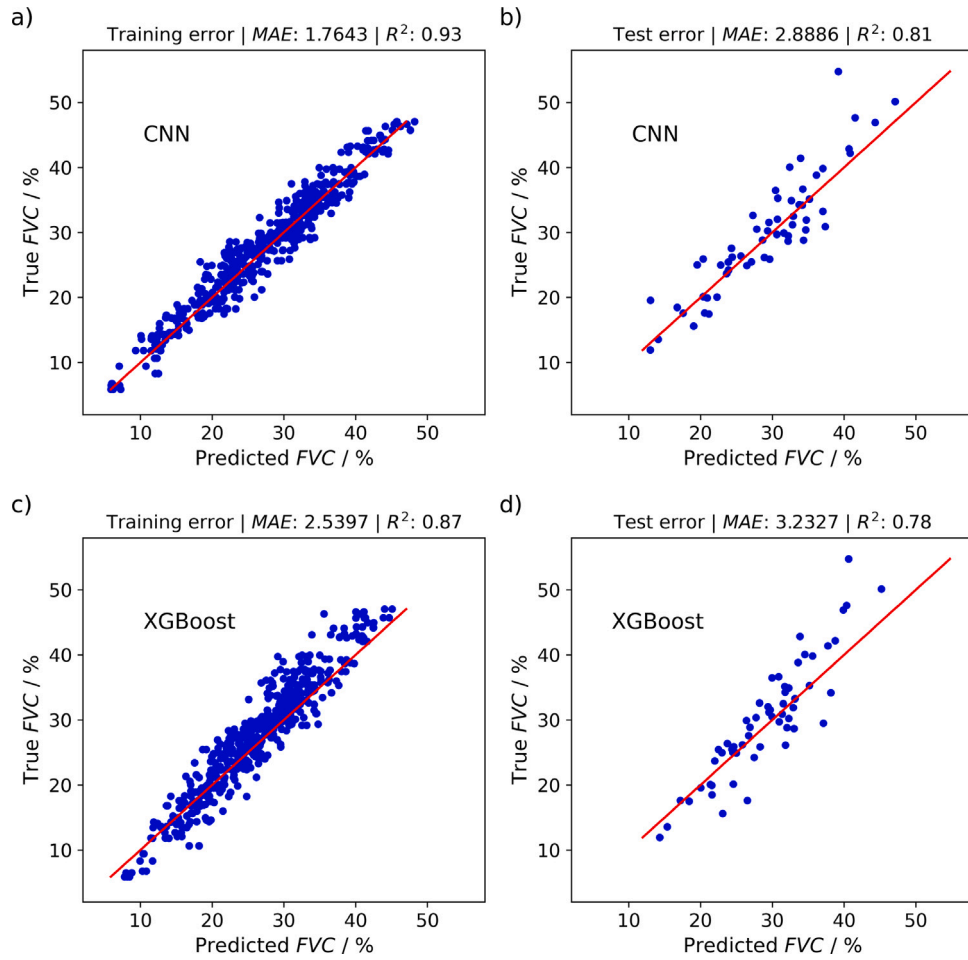 a)
Training error | MAE: 1.7643 | R²: 0.93
CNN
True FVC / %
50
40
30
20
10
10 20 30 40 50
Predicted FVC / %
b)
Test error | MAE: 2.8886 | R²: 0.81
CNN
True FVC / %
50
40
30
20
10
10 20 30 40 50
Predicted FVC / %
c)
Training error | MAE: 2.5397 | R²: 0.87
XGBoost
True FVC / %
50
40
30
20
10
10 20 30 40 50
Predicted FVC / %
d)
Test error | MAE: 3.2327 | R²: 0.78
XGBoost
True FVC / %
50
40
30
20
10
10 20 30 40 50
Predicted FVC / %